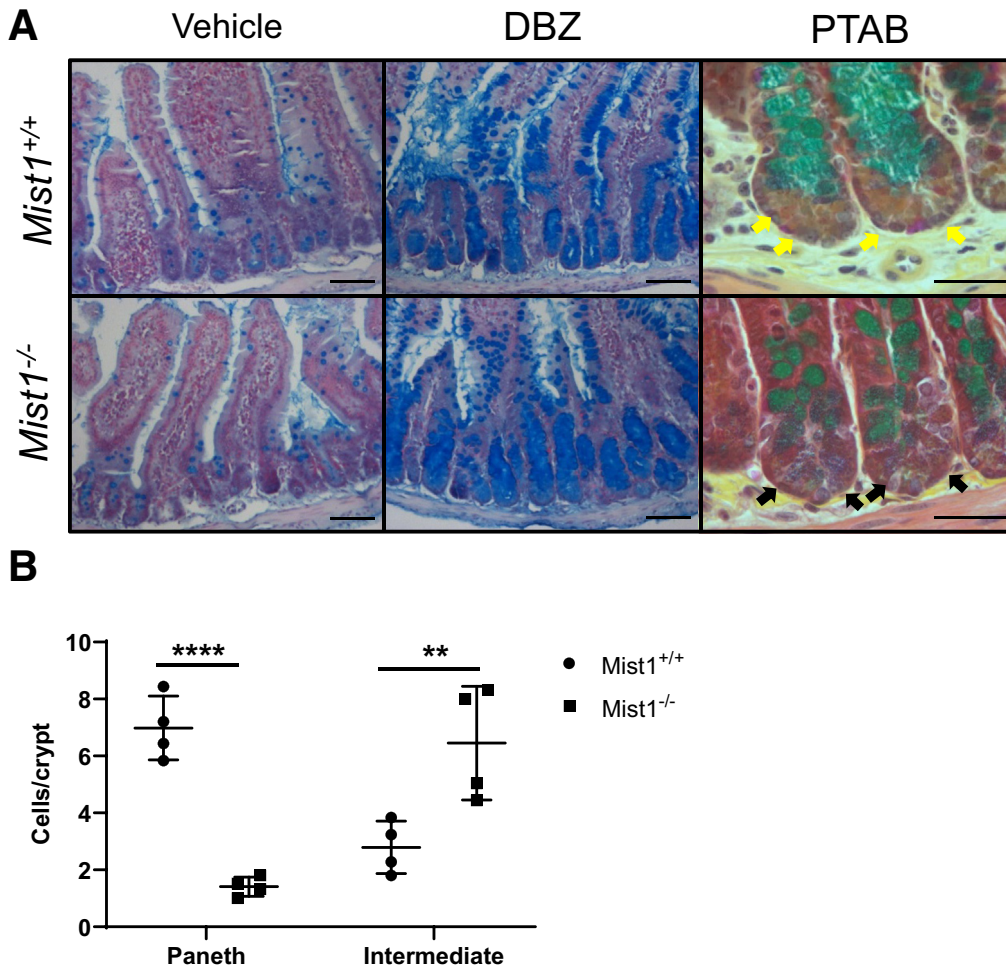 A
Vehicle
DBZ
PTAB
Mist1+/+
Mist1-/-
B
10
8
6
4
2
0
Cells/crypt
****
**
Paneth
Intermediate
Mist1+/+
Mist1-/-